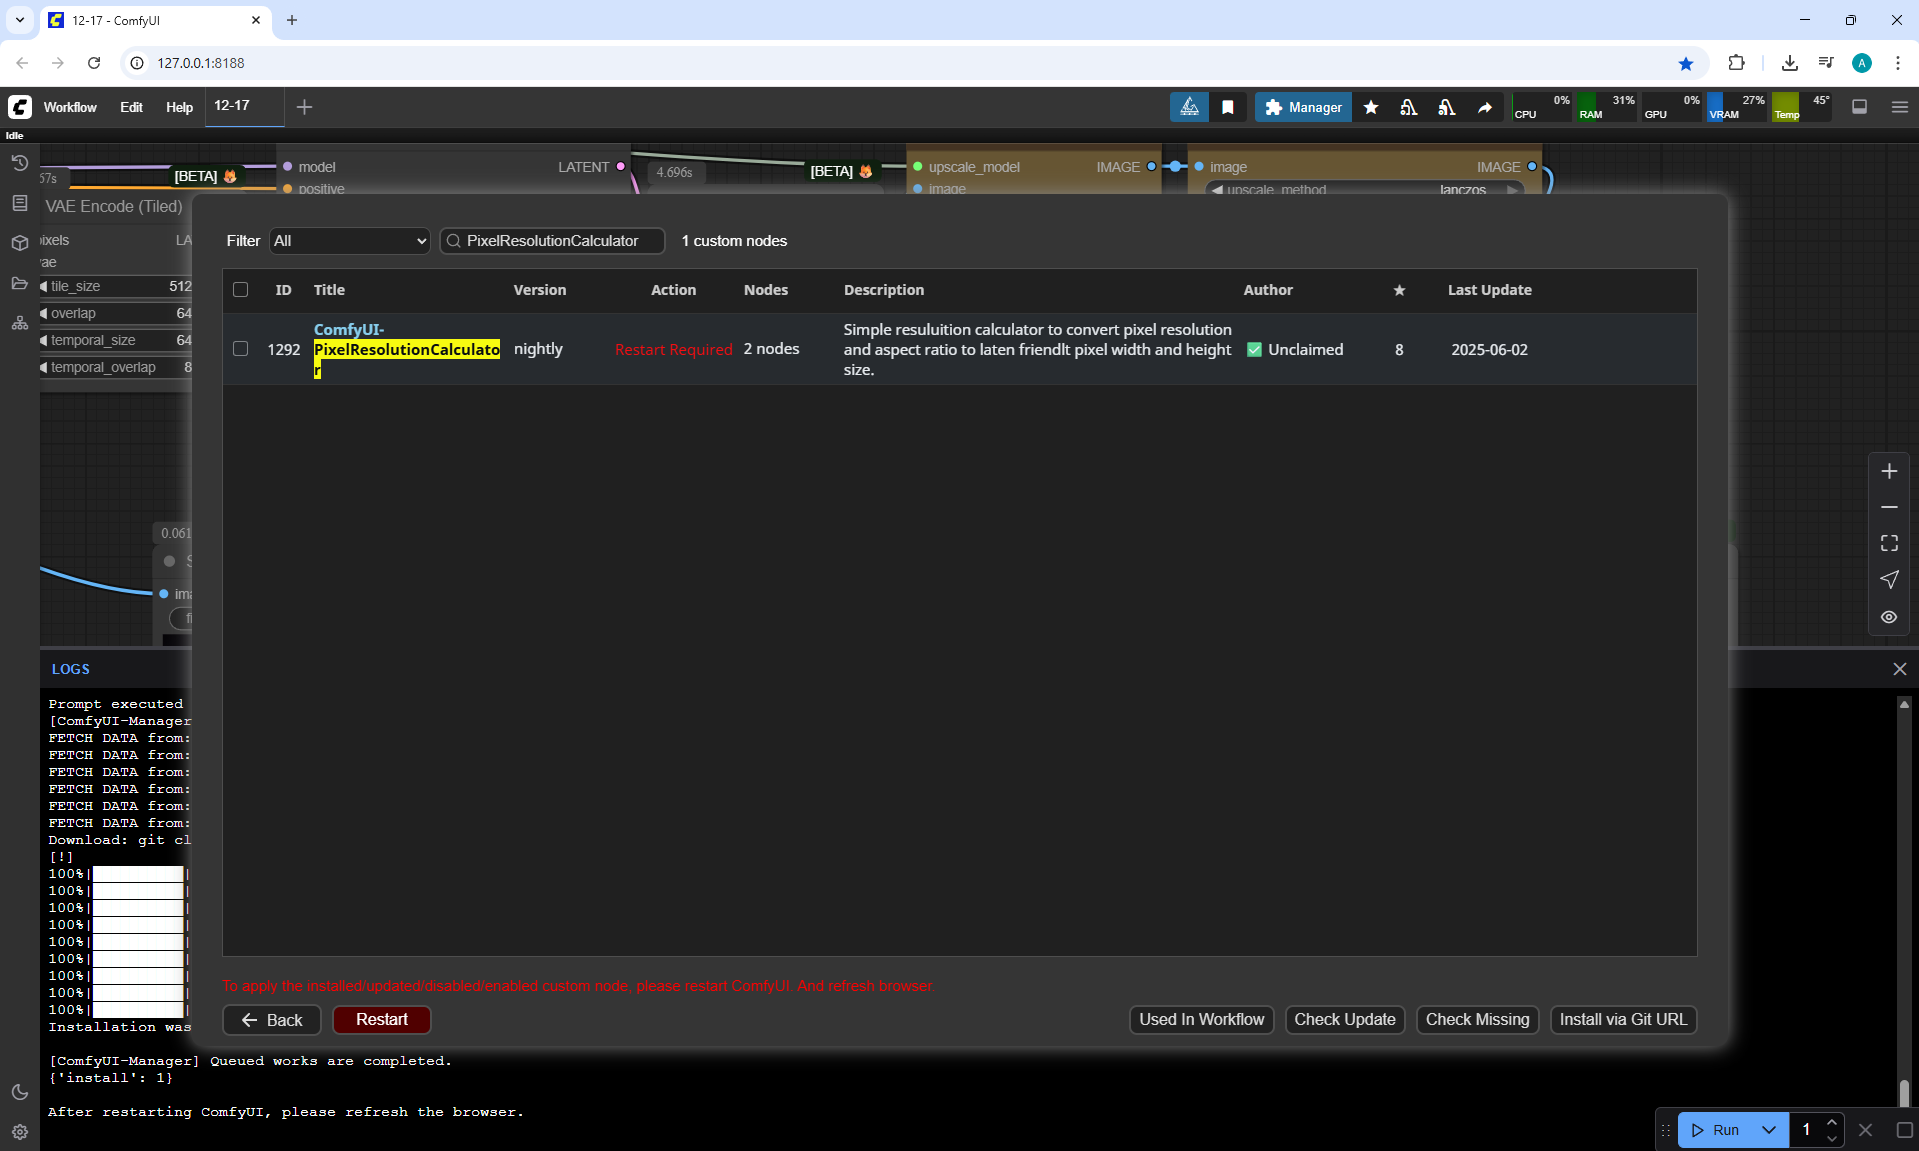 12-17 - ComfyUI
127.0.0.1:8188
A
Workflow Edit Help 12-17
Manager
CPU 0% RAM 31% GPU 0% VRAM 27% Temp 45°
Idle
[BETA]
model LATENT
positive
4.696s
[BETA]
upscale_model IMAGE
image
image IMAGE
upscale_method lanczos
VAE Encode (Tiled)
tile_size 512
overlap 64
temporal_size 64
temporal_overlap 8
0.061
Filter All PixelResolutionCalculator 1 custom nodes
ID Title Version Action Nodes Description Author ★ Last Update
1292 ComfyUI-
PixelResolutionCalculato
r
nightly Restart Required 2 nodes
Simple resuluition calculator to convert pixel resolution
and aspect ratio to laten friendlt pixel width and height
size.
Unclaimed 8 2025-06-02
To apply the installed/updated/disabled/enabled custom node, please restart ComfyUI. And refresh browser.
Back Restart Used In Workflow Check Update Check Missing Install via Git URL
LOGS
Prompt executed
[ComfyUI-Manager
FETCH DATA from:
FETCH DATA from:
FETCH DATA from:
FETCH DATA from:
FETCH DATA from:
FETCH DATA from:
Download: git cl
[!]
100%|
100%|
100%|
100%|
100%|
100%|
100%|
100%|
100%|
Installation was
[ComfyUI-Manager] Queued works are completed.
{'install': 1}
After restarting ComfyUI, please refresh the browser.
Run 1